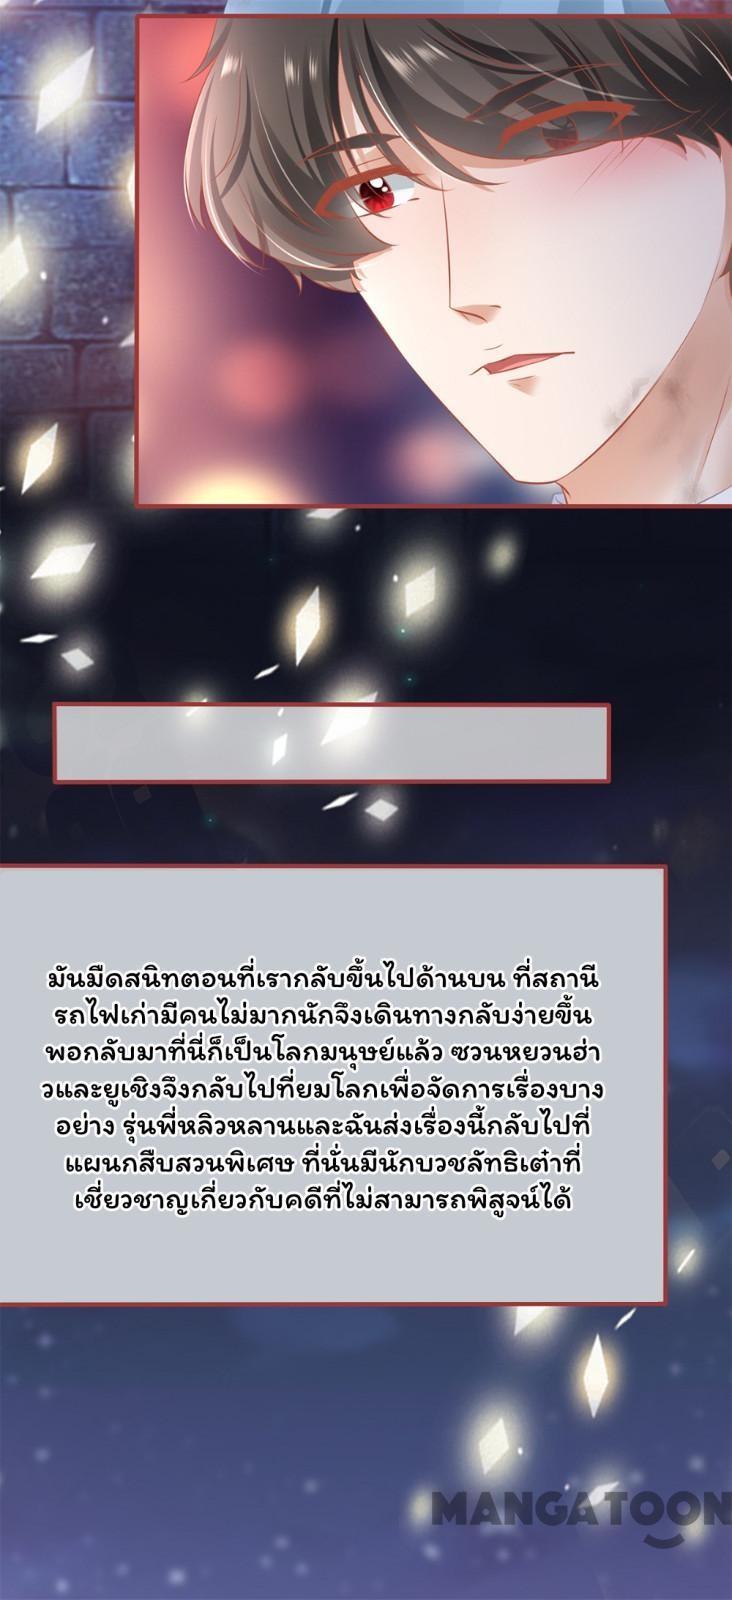 มันมืดสนิทตอนที่เรากลับขึ้นไปด้านบน ที่สถานี
รถไฟเก่ามีคนไม่มากนักจึงเดินทางกลับง่ายขึ้น
พอกลับมาที่นี่ก็เป็นโลกมนุษย์แล้ว ซวนหยวนฮ่า
วและยูเชิงจึงกลับไปที่ยมโลกเพื่อจัดการเรื่องบาง
อย่าง รุ่นพี่หลิวหลานและฉันส่งเรื่องนี้กลับไปที่
แผนกสืบสวนพิเศษ ที่นั่นมีนักบวชลัทธิเต๋าที่
เชี่ยวชาญเกี่ยวกับคดีที่ไม่สามารถพิสูจน์ได้
MANGATOON